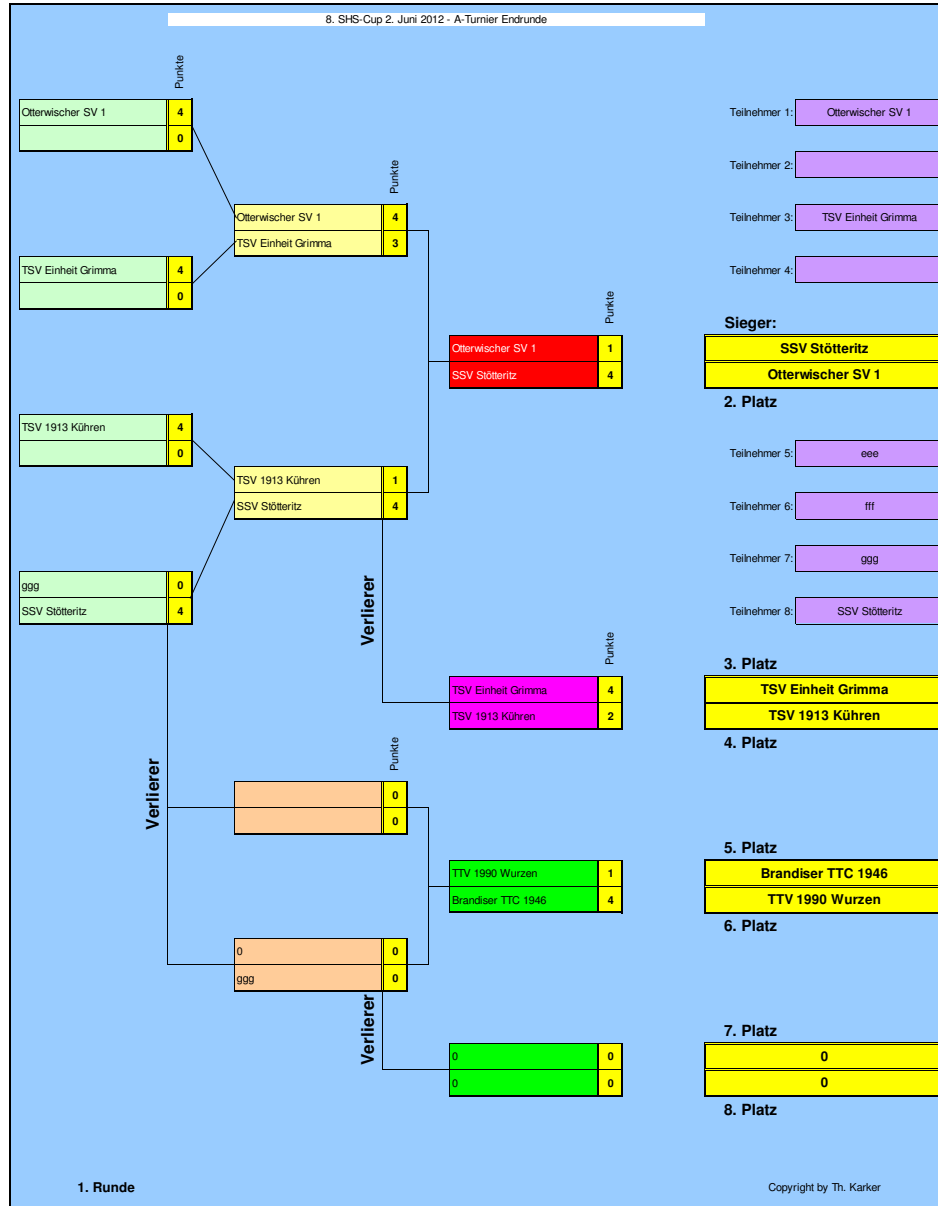 8. SHS-Cup 2. Juni 2012 - A-Turnier Endrunde
Punkte
Otterwischer SV 1 4
0
Teilnehmer 1: Otterwischer SV 1
Teilnehmer 2:
Punkte
Otterwischer SV 1 4
TSV Einheit Grimma 3
Teilnehmer 3: TSV Einheit Grimma
TSV Einheit Grimma 4
0
Teilnehmer 4:
Punkte
Sieger:
Otterwischer SV 1 1
SSV Stötteritz 4
SSV Stötteritz
Otterwischer SV 1
2. Platz
TSV 1913 Kühren 4
0
Teilnehmer 5: eee
TSV 1913 Kühren 1
SSV Stötteritz 4
Teilnehmer 6: fff
Teilnehmer 7: ggg
ggg 0
SSV Stötteritz 4
Verlierer
Teilnehmer 8: SSV Stötteritz
Punkte
3. Platz
TSV Einheit Grimma 4
TSV 1913 Kühren 2
TSV Einheit Grimma
TSV 1913 Kühren
4. Platz
Verlierer
Punkte
0
0
5. Platz
TTV 1990 Wurzen 1
Brandiser TTC 1946 4
Brandiser TTC 1946
TTV 1990 Wurzen
6. Platz
0 0
ggg 0
Verlierer
7. Platz
0 0
0 0
0
0
8. Platz
1. Runde
Copyright by Th. Karker